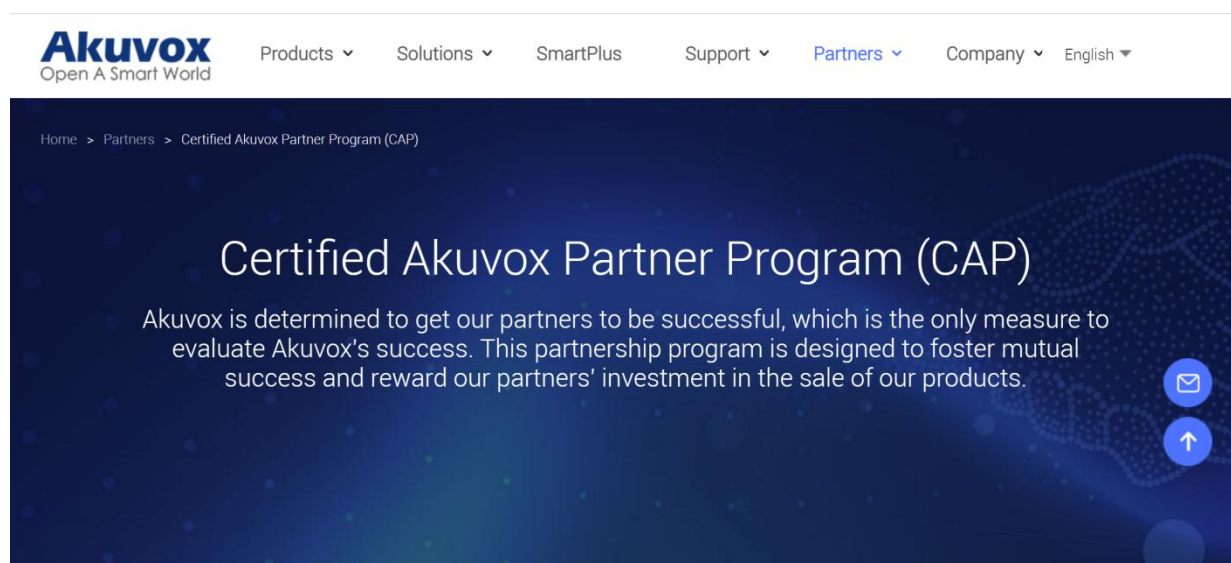 Akuvox
Open A Smart World
Products
Solutions
SmartPlus
Support
Partners
Company
English
Home > Partners > Certified Akuvox Partner Program (CAP)
Certified Akuvox Partner Program (CAP)
Akuvox is determined to get our partners to be successful, which is the only measure to
evaluate Akuvox's success. This partnership program is designed to foster mutual
success and reward our partners' investment in the sale of our products.